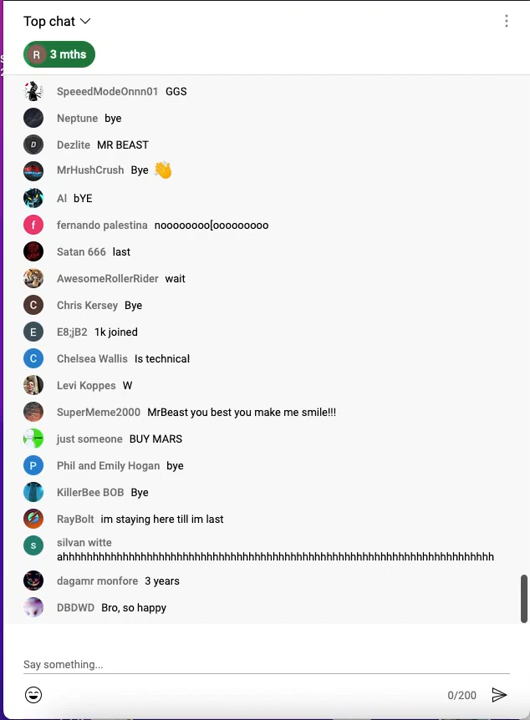 Top chat
R 3 mths
SpeeedModeOnnn01 GGS
Neptune bye
D Dezlite MR BEAST
MrHushCrush Bye 👏
Al bYE
f fernando palestina noooooooo[ooooooooo
Satan 666 last
AwesomeRollerRider wait
C Chris Kersey Bye
E E8;jB2 1k joined
C Chelsea Wallis Is technical
Levi Koppes W
SuperMeme2000 MrBeast you best you make me smile!!!
just someone BUY MARS
P Phil and Emily Hogan bye
KillerBee BOB Bye
RayBolt im staying here till im last
s silvan witte
ahhhhhhhhhhhhhhhhhhhhhhhhhhhhhhhhhhhhhhhhhhhhhhhhhhhhhhhhhhhhhhhhhhhhhhh
dagamr monfore 3 years
DBDWD Bro, so happy
Say something...
0/200